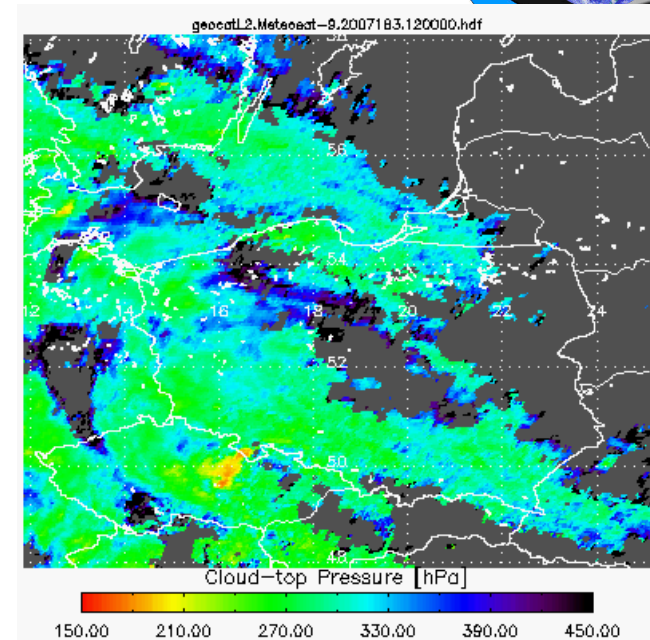 geocatL2.Meteosat-9.2007183.120000.hdf
58
56
54
12 14 16 18 20 22 24
52
50
48
Cloud-top Pressure [hPa]
150.00 210.00 270.00 330.00 390.00 450.00